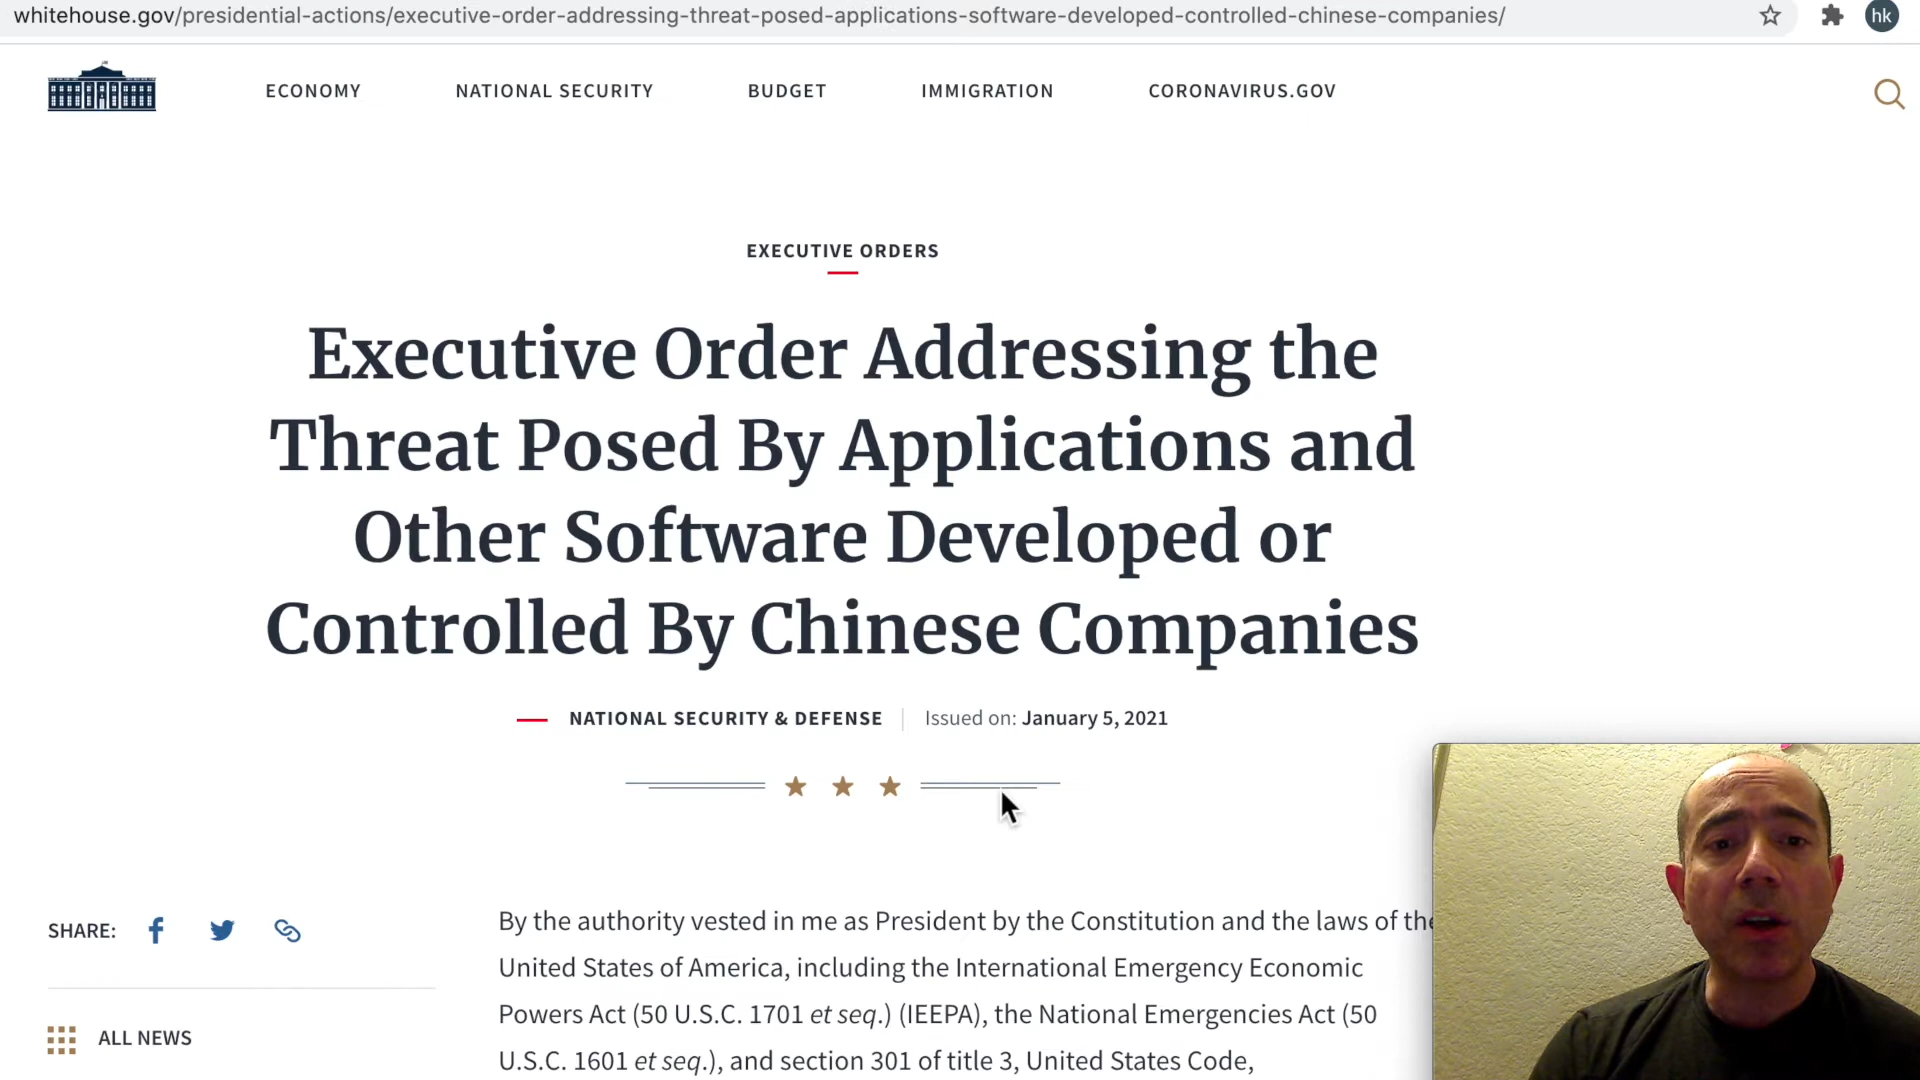 whitehouse.gov/presidential-actions/executive-order-addressing-threat-posed-applications-software-developed-controlled-chinese-companies/
hk
ECONOMY NATIONAL SECURITY BUDGET IMMIGRATION CORONAVIRUS.GOV
EXECUTIVE ORDERS
Executive Order Addressing the
Threat Posed By Applications and
Other Software Developed or
Controlled By Chinese Companies
NATIONAL SECURITY & DEFENSE Issued on: January 5, 2021
SHARE:
ALL NEWS
By the authority vested in me as President by the Constitution and the laws of the
United States of America, including the International Emergency Economic
Powers Act (50 U.S.C. 1701 et seq.) (IEEPA), the National Emergencies Act (50
U.S.C. 1601 et seq.), and section 301 of title 3, United States Code,